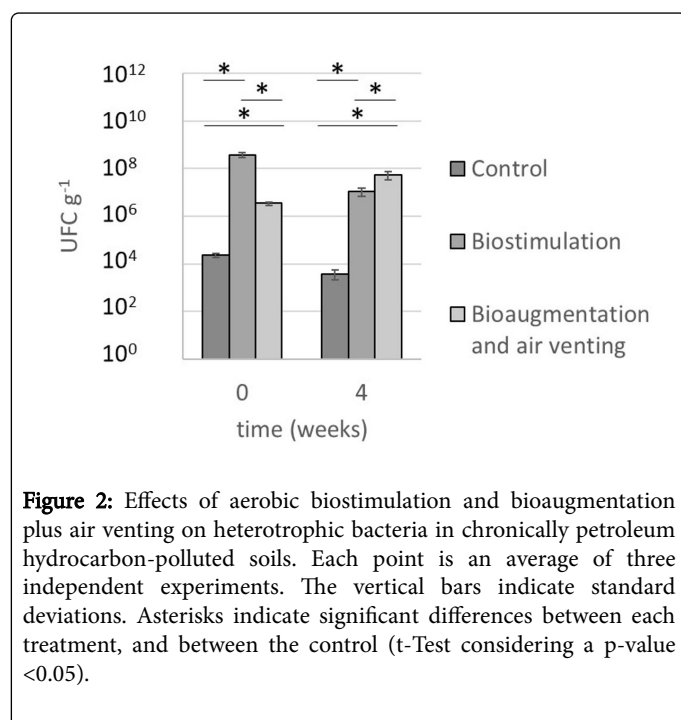 10¹²
10¹⁰
10⁸
10⁶
10⁴
10²
10⁰
UFC g⁻¹
* * * * * *
0 4
time (weeks)
Control
Biostimulation
Bioaugmentation
and air venting
Figure 2: Effects of aerobic biostimulation and bioaugmentation
plus air venting on heterotrophic bacteria in chronically petroleum
hydrocarbon-polluted soils. Each point is an average of three
independent experiments. The vertical bars indicate standard
deviations. Asterisks indicate significant differences between each
treatment, and between the control (t-Test considering a p-value
<0.05).